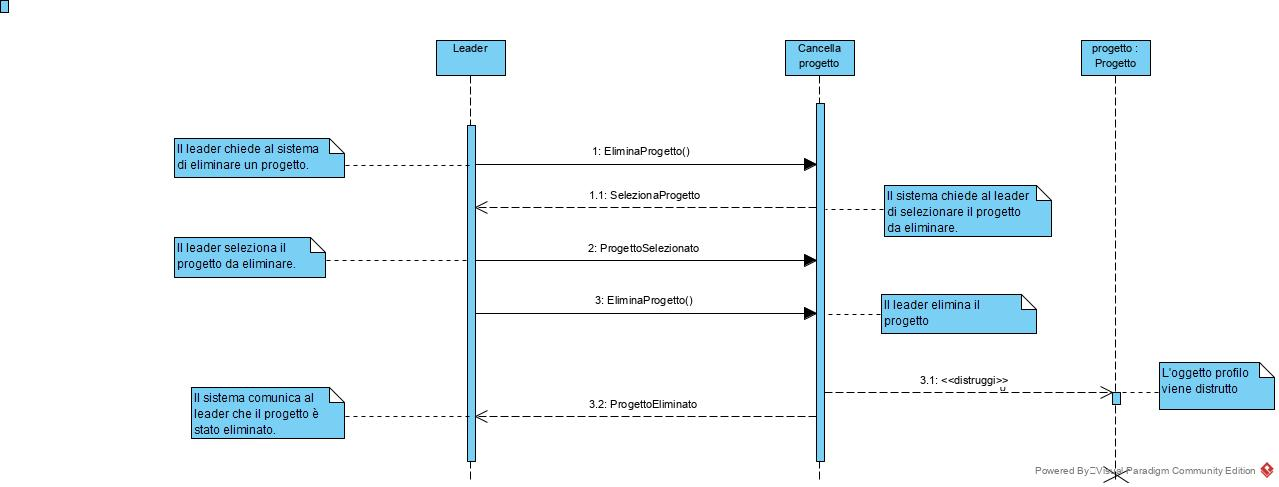 Leader
Cancella
progetto
progetto :
Progetto
Il leader chiede al sistema
di eliminare un progetto.
1: EliminaProgetto()
1.1: SelezionaProgetto
Il sistema chiede al leader
di selezionare il progetto
da eliminare.
Il leader seleziona il
progetto da eliminare.
2: ProgettoSelezionato
3: EliminaProgetto()
Il leader elimina il
progetto
3.1: <<distruggi>>
L'oggetto profilo
viene distrutto
Il sistema comunica al
leader che il progetto è
stato eliminato.
3.2: ProgettoEliminato
Powered By Visual Paradigm Community Edition